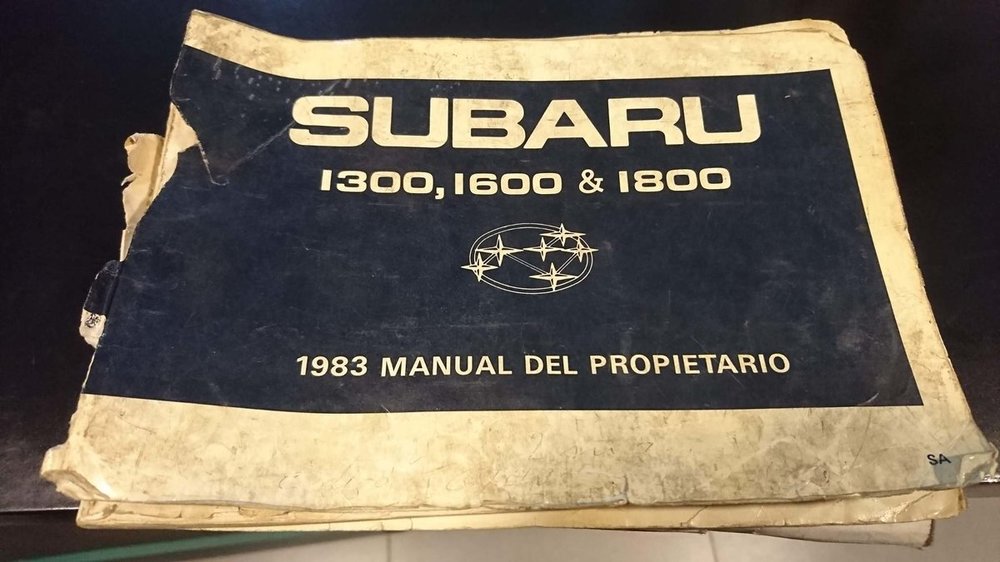 SUBARU
1300, 1600 & 1800
1983 MANUAL DEL PROPIETARIO
SA